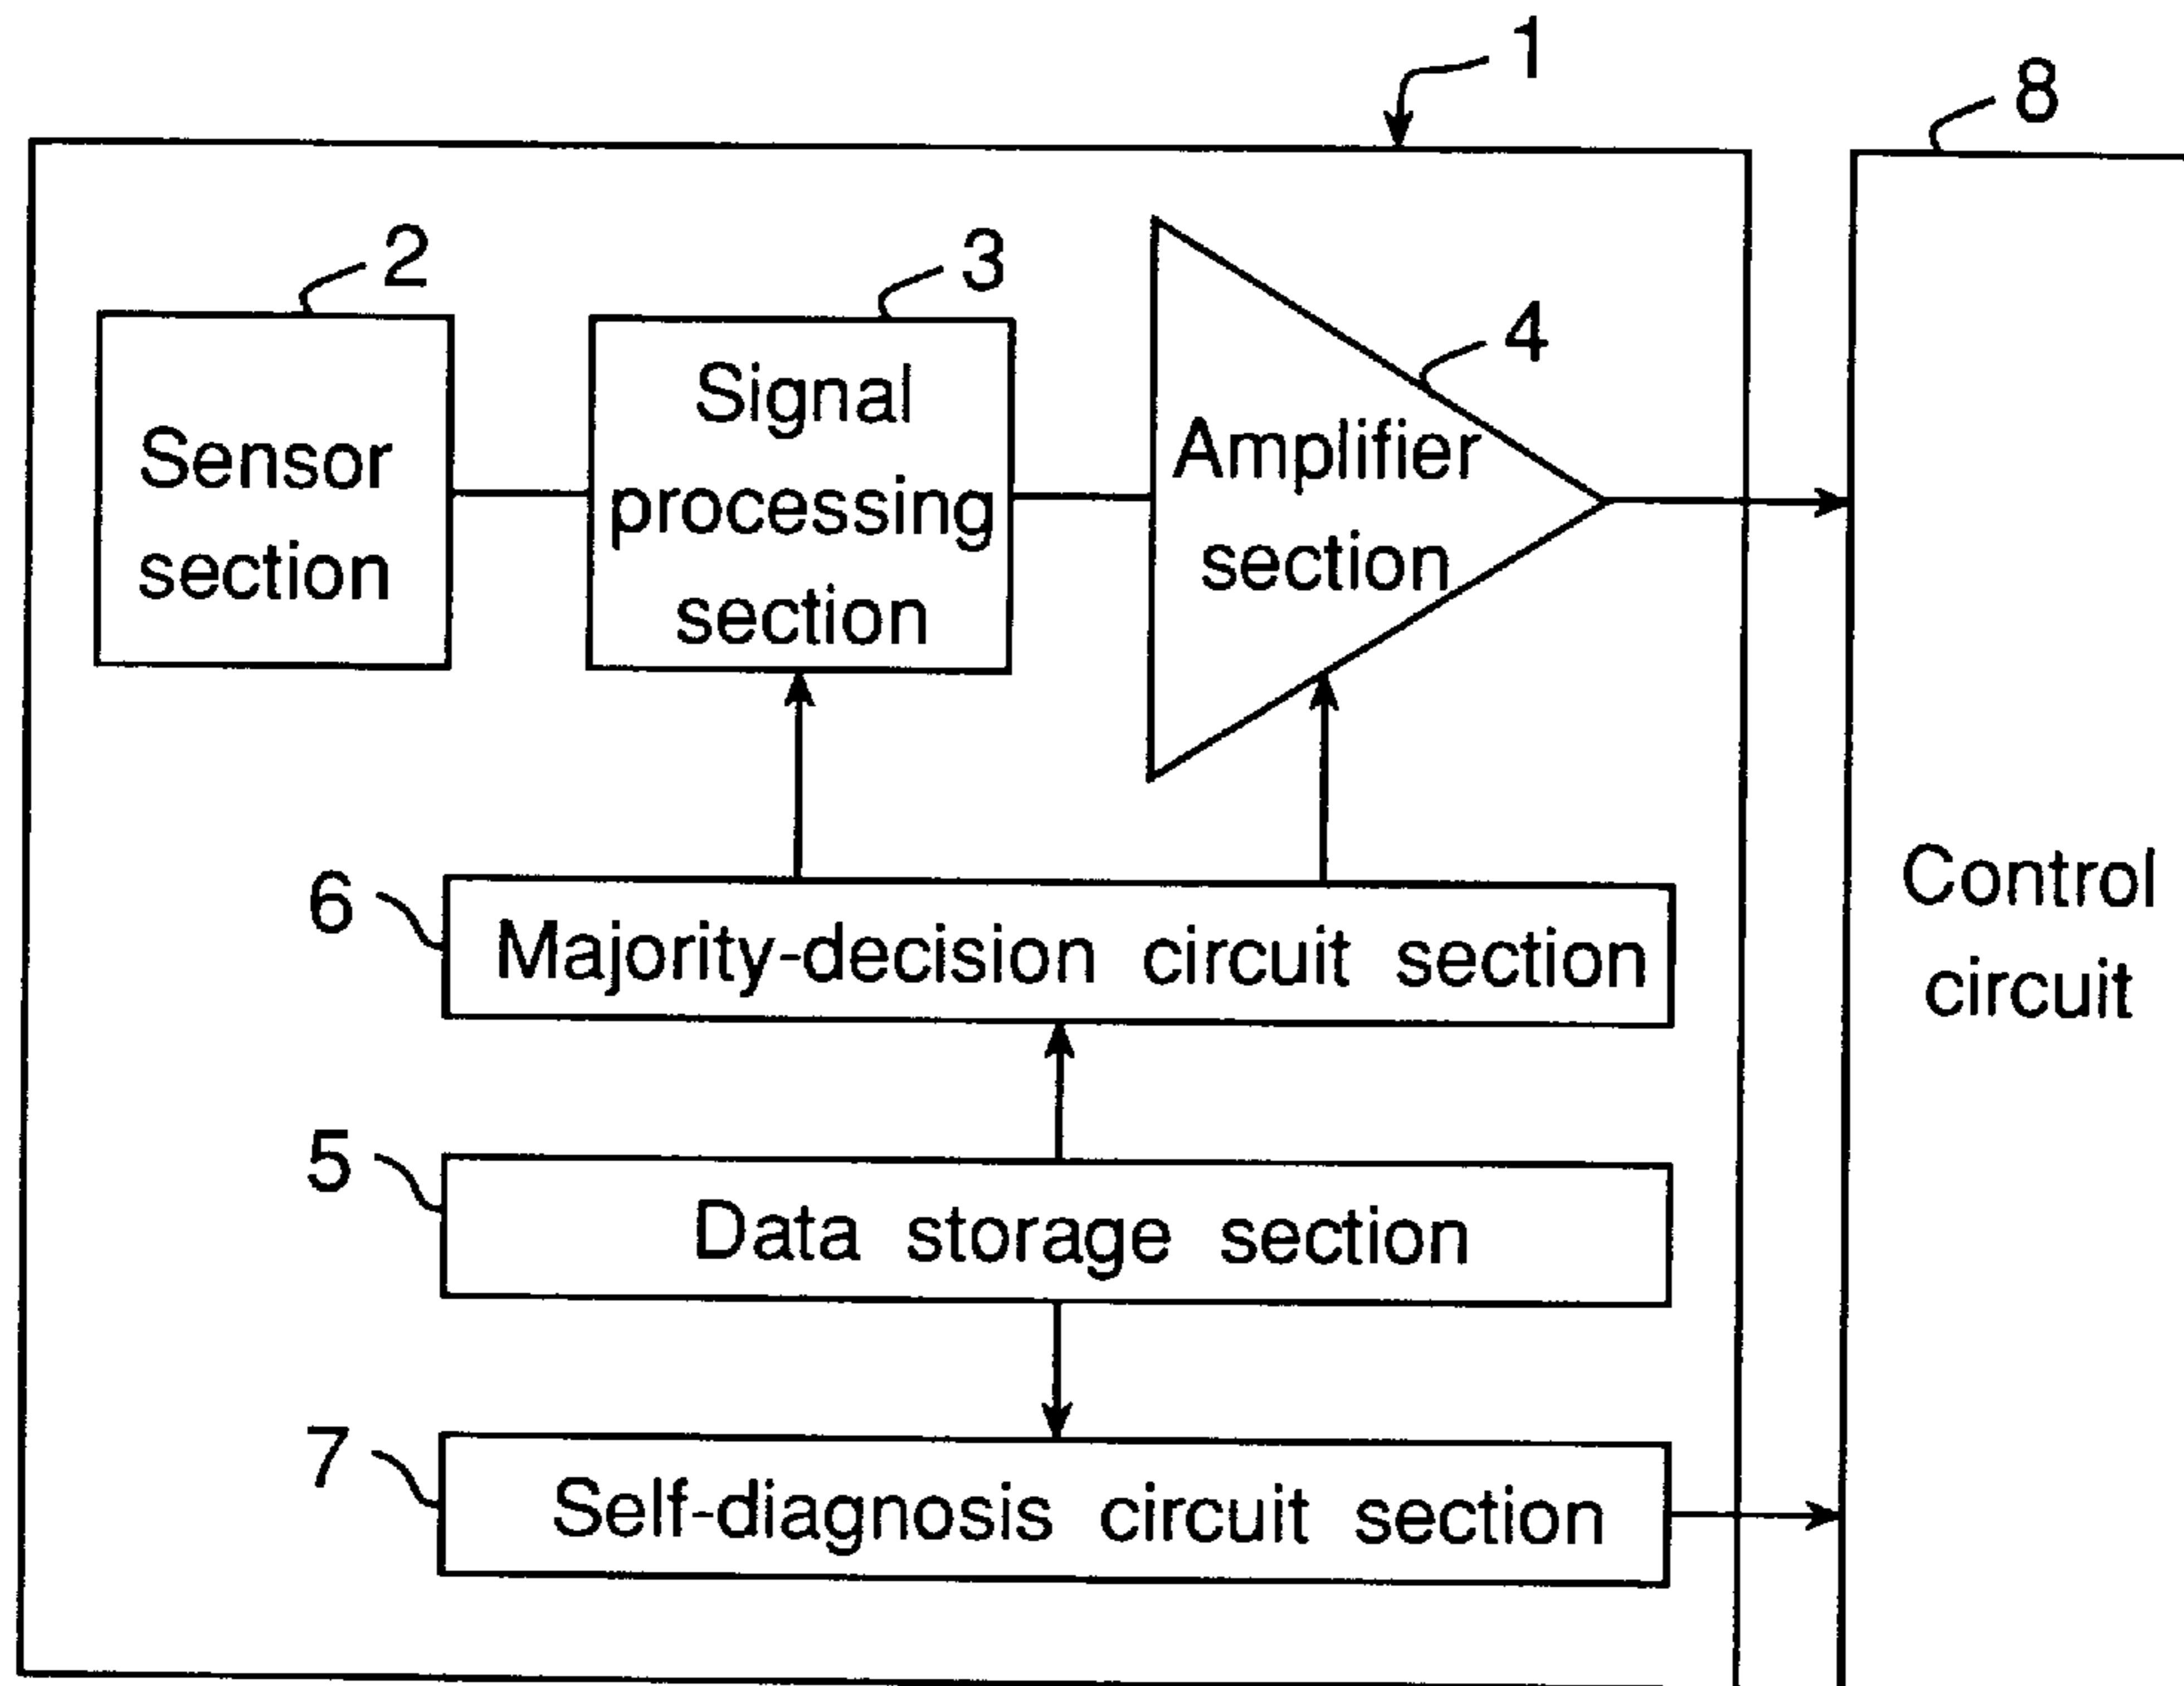 1
8
2
3
4
Sensor
section
Signal
processing
section
Amplifier
section
6
Majority-decision circuit section
Control
circuit
5
Data storage section
7
Self-diagnosis circuit section